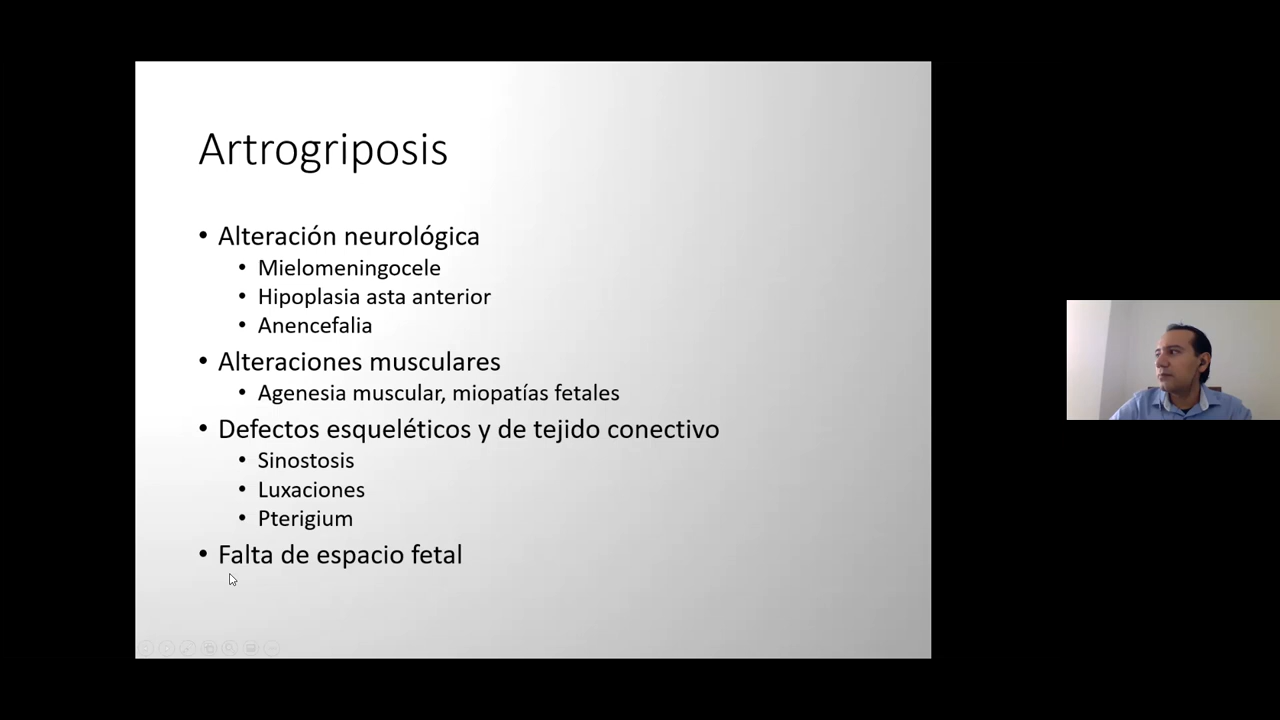 Artrogriposis
• Alteración neurológica
• Mielomeningocele
• Hipoplasia asta anterior
• Anencefalia
• Alteraciones musculares
• Agenesia muscular, miopatías fetales
• Defectos esqueléticos y de tejido conectivo
• Sinostosis
• Luxaciones
• Pterigium
• Falta de espacio fetal